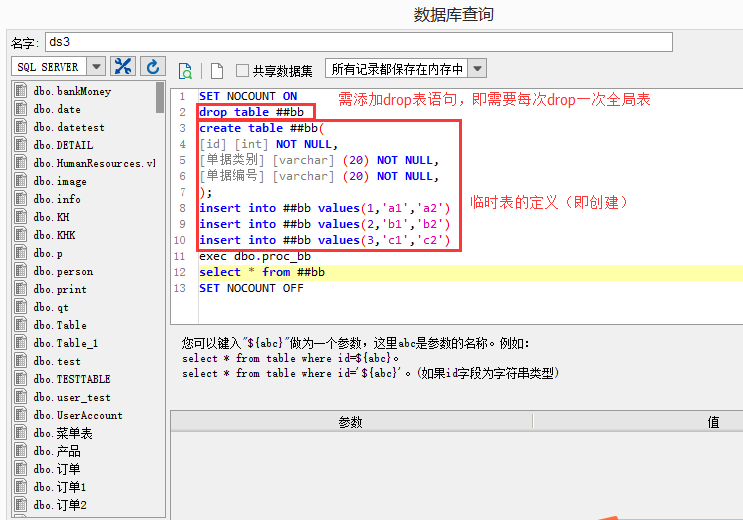 数据库查询
名字: ds3
SQL SERVER
共享数据集
所有记录都保存在内存中
dbo.bankMoney
dbo.date
dbo.datetest
dbo.DETAIL
dbo.HumanResources.vl
dbo.image
dbo.info
dbo.KH
dbo.KHK
dbo.p
dbo.person
dbo.print
dbo.qt
dbo.Table
dbo.Table_1
dbo.test
dbo.TESTTABLE
dbo.user_test
dbo.UserAccount
dbo.菜单表
dbo.产品
dbo.订单
dbo.订单1
dbo.订单2
1 SET NOCOUNT ON
2 drop table ##bb
3 create table ##bb(
4 [id] [int] NOT NULL,
5 [单据类别] [varchar] (20) NOT NULL,
6 [单据编号] [varchar] (20) NOT NULL,
7 );
8 insert into ##bb values(1,'a1','a2')
9 insert into ##bb values(2,'b1','b2')
10 insert into ##bb values(3,'c1','c2')
11 exec dbo.proc_bb
12 select * from ##bb
13 SET NOCOUNT OFF
需添加drop表语句，即需要每次drop一次全局表
临时表的定义（即创建）
您可以键入"${abc}"做为一个参数，这里abc是参数的名称。例如:
select * from table where id=${abc}。
select * from table where id='${abc}'。(如果id字段为字符串类型)
参数 值